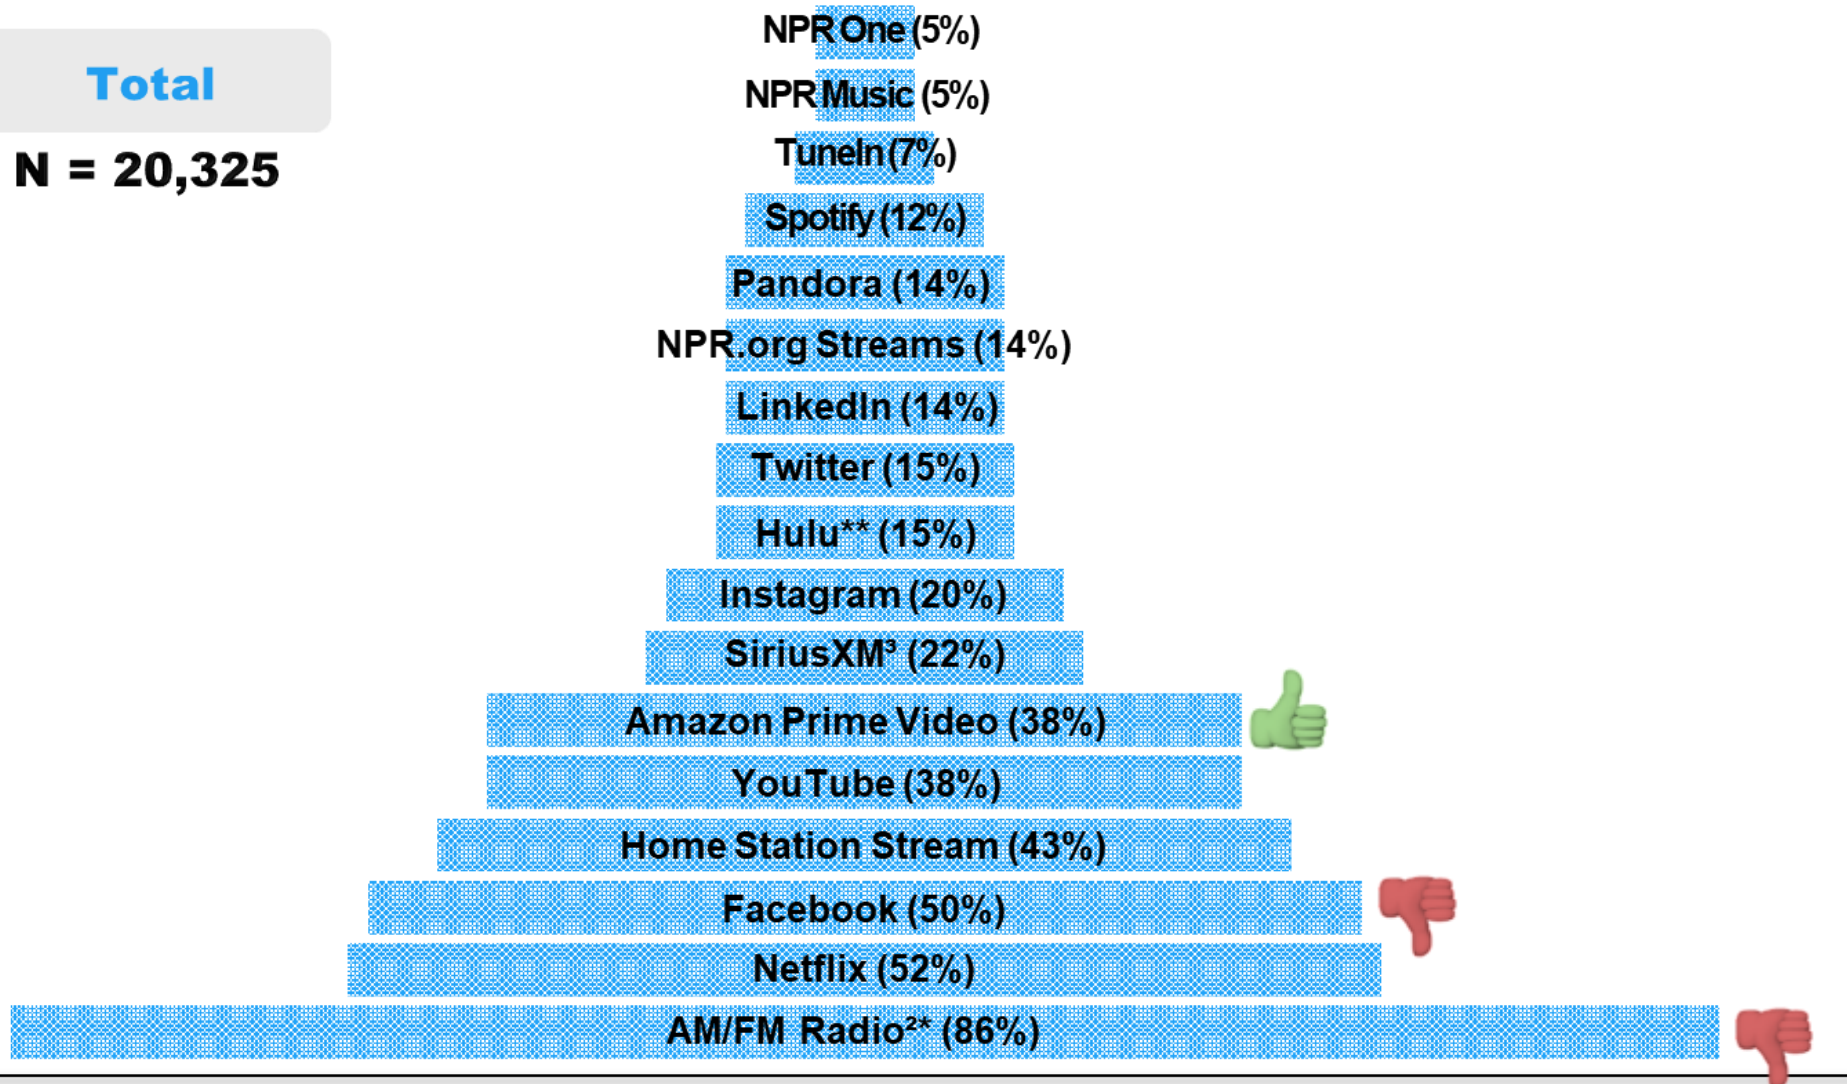 Total
N = 20,325
NPR One (5%)
NPR Music (5%)
TuneIn (7%)
Spotify (12%)
Pandora (14%)
NPR.org Streams (14%)
LinkedIn (14%)
Twitter (15%)
Hulu** (15%)
Instagram (20%)
SiriusXM³ (22%)
Amazon Prime Video (38%)
YouTube (38%)
Home Station Stream (43%)
Facebook (50%)
Netflix (52%)
AM/FM Radio²* (86%)